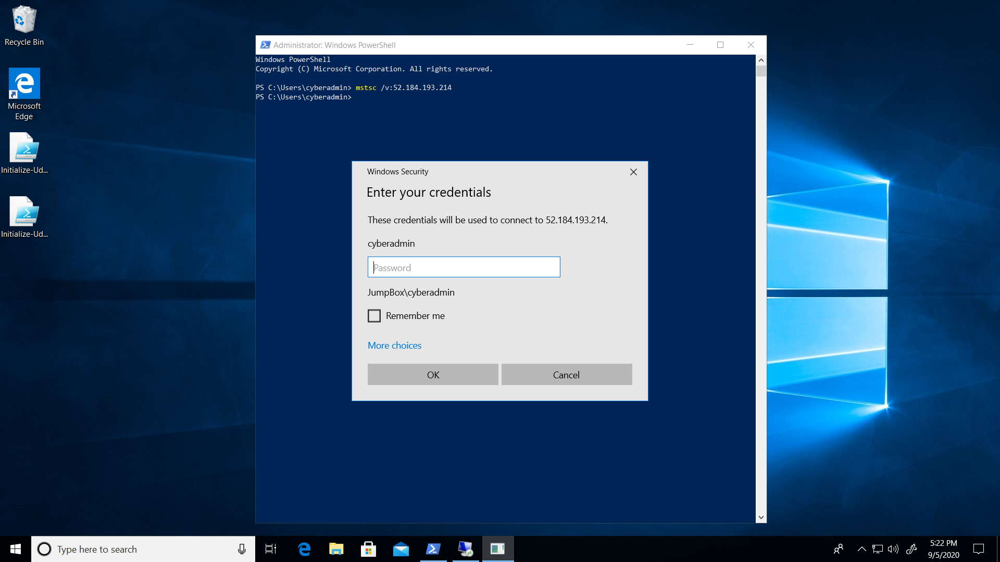 Recycle Bin
Microsoft
Edge
Initialize-Ud...
Initialize-Ud...
Administrator: Windows PowerShell
Windows PowerShell
Copyright (C) Microsoft Corporation. All rights reserved.
PS C:\Users\cyberadmin> mstsc /v:52.184.193.214
PS C:\Users\cyberadmin>
Windows Security
Enter your credentials
These credentials will be used to connect to 52.184.193.214.
cyberadmin
Password
JumpBox\cyberadmin
Remember me
More choices
OK
Cancel
Type here to search
5:22 PM
9/5/2020